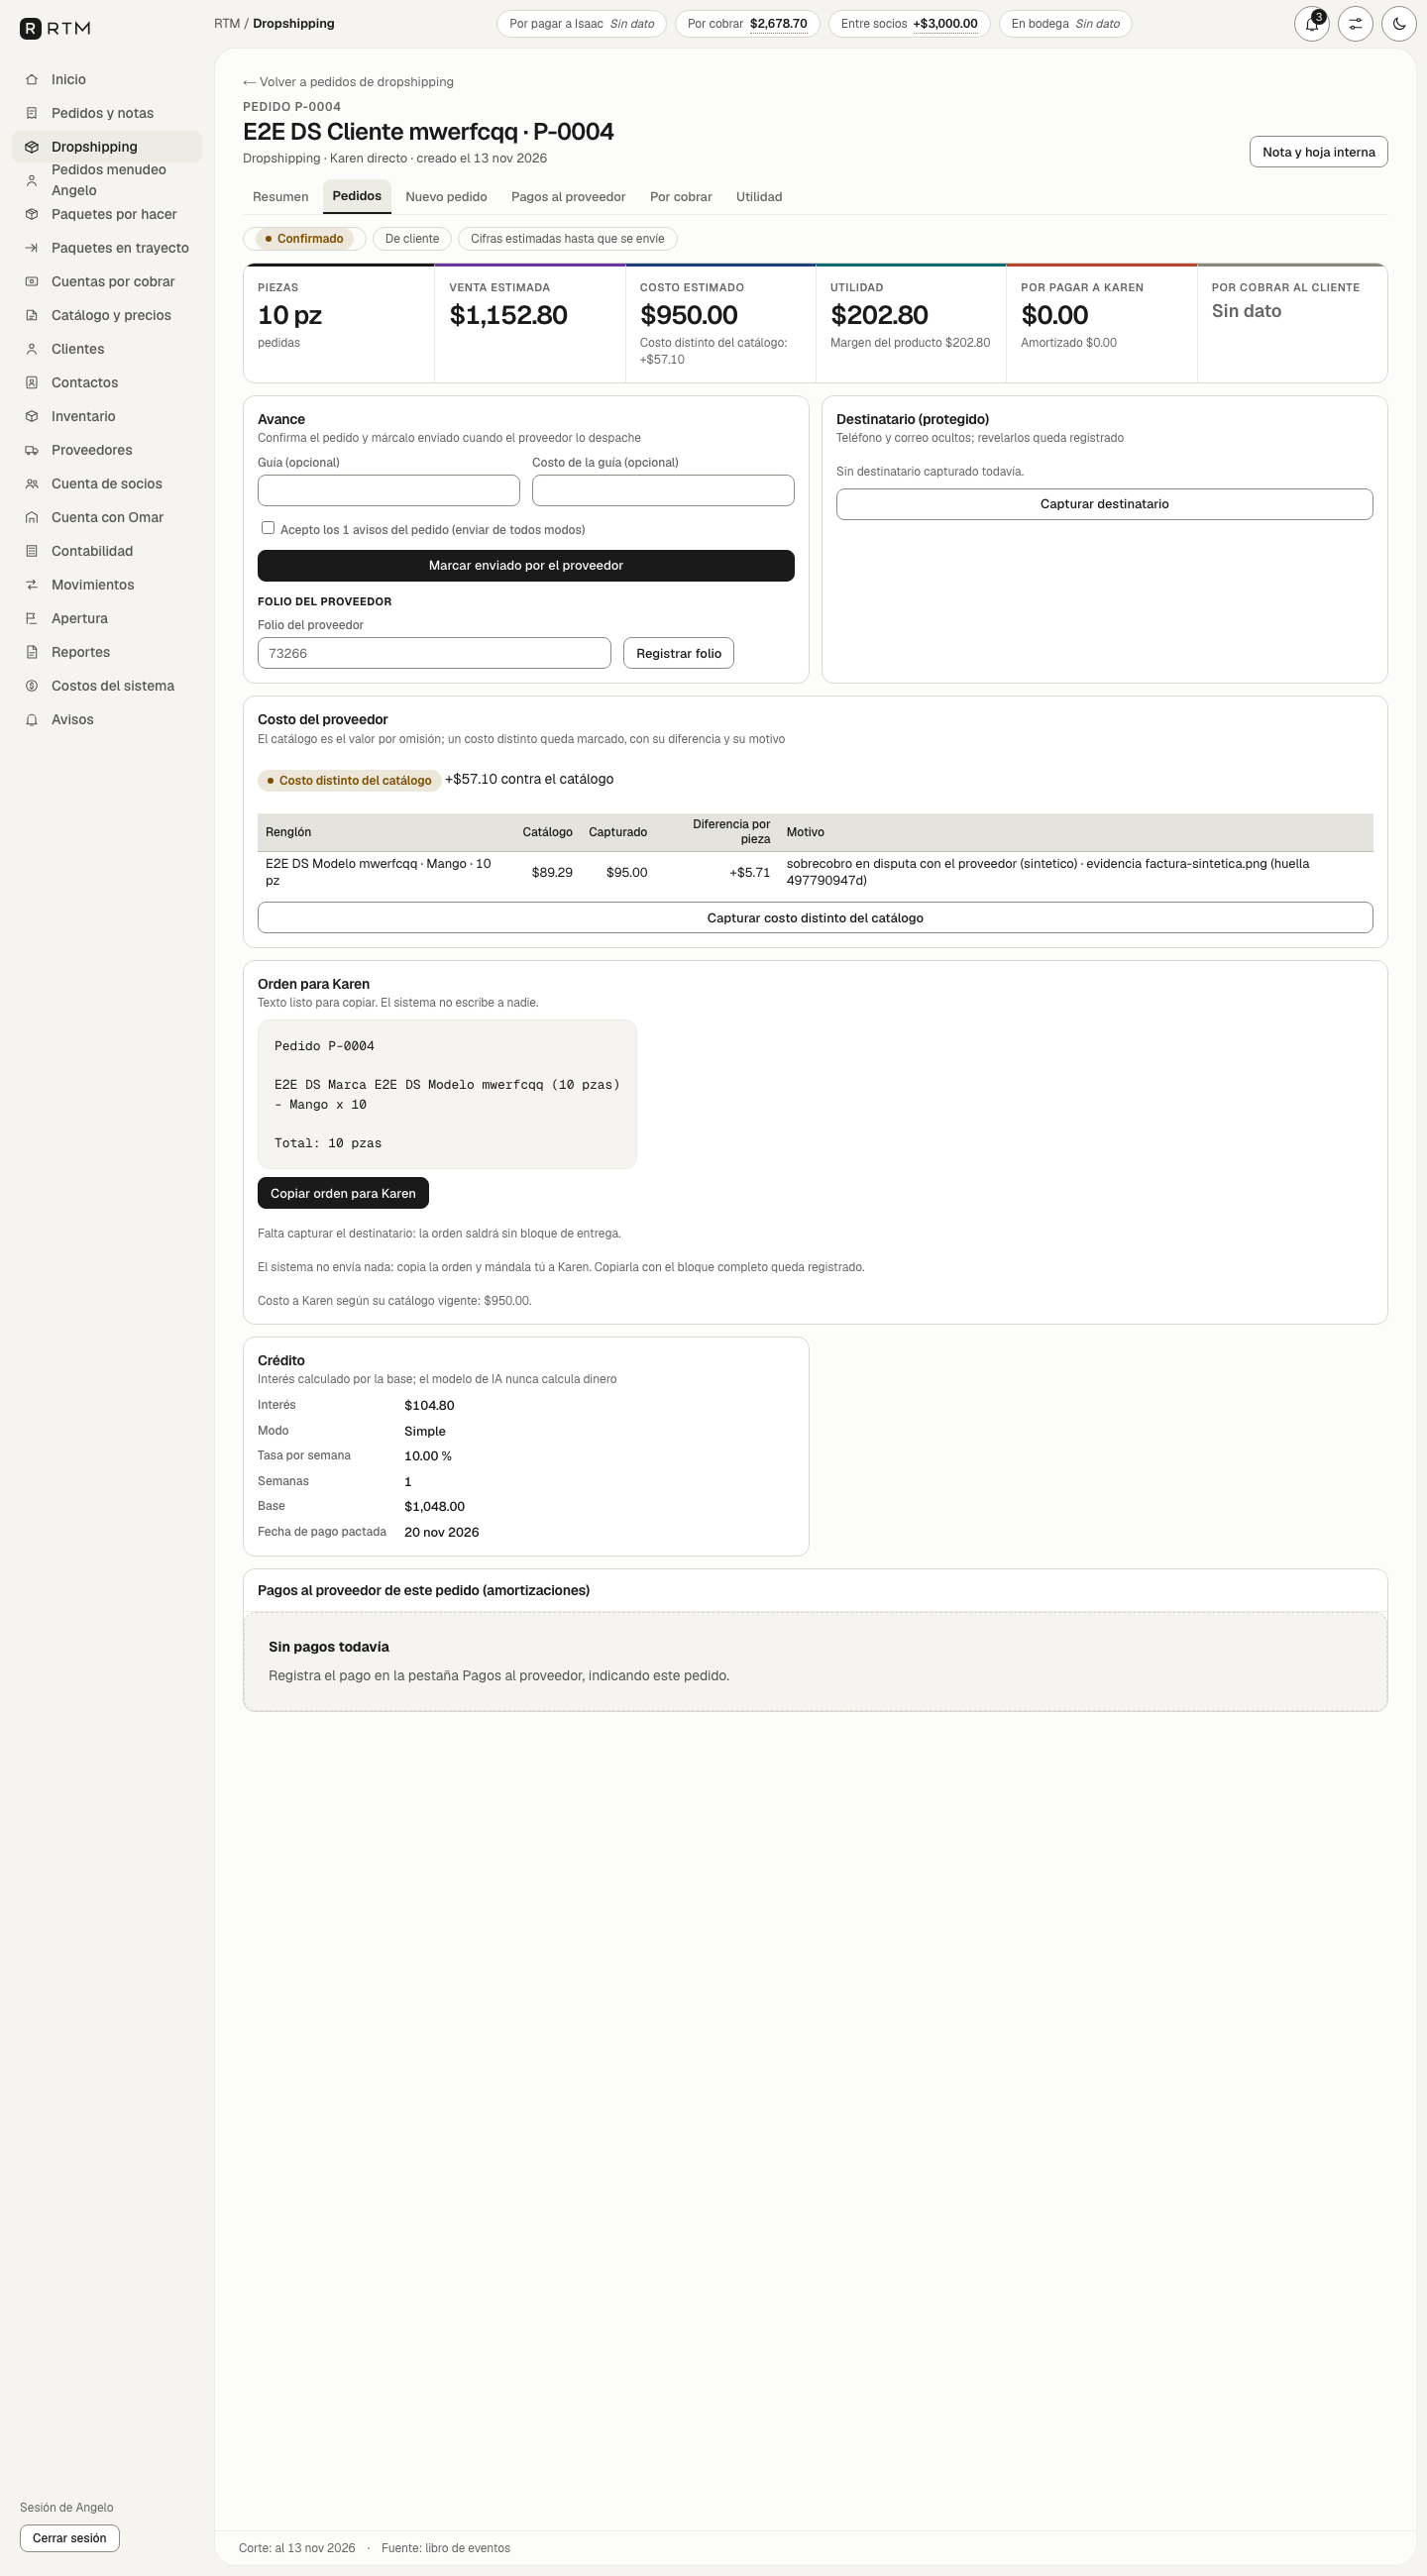 R RTM
RTM / Dropshipping
Por pagar a Isaac Sin dato
Por cobrar $2,678.70
Entre socios +$3,000.00
En bodega Sin dato
3
Inicio
Pedidos y notas
Dropshipping
Pedidos menudeo
Angelo
Paquetes por hacer
Paquetes en trayecto
Cuentas por cobrar
Catálogo y precios
Clientes
Contactos
Inventario
Proveedores
Cuenta de socios
Cuenta con Omar
Contabilidad
Movimientos
Apertura
Reportes
Costos del sistema
Avisos
Sesión de Angelo
Cerrar sesión
← Volver a pedidos de dropshipping
PEDIDO P-0004
E2E DS Cliente mwerfcqq · P-0004
Dropshipping · Karen directo · creado el 13 nov 2026
Nota y hoja interna
Resumen Pedidos Nuevo pedido Pagos al proveedor Por cobrar Utilidad
Confirmado De cliente Cifras estimadas hasta que se envíe
PIEZAS
10 pz
pedidas
VENTA ESTIMADA
$1,152.80
COSTO ESTIMADO
$950.00
Costo distinto del catálogo:
+$57.10
UTILIDAD
$202.80
Margen del producto $202.80
POR PAGAR A KAREN
$0.00
Amortizado $0.00
POR COBRAR AL CLIENTE
Sin dato
Avance
Confirma el pedido y márcalo enviado cuando el proveedor lo despache
Guía (opcional) Costo de la guía (opcional)
Acepto los 1 avisos del pedido (enviar de todos modos)
Marcar enviado por el proveedor
FOLIO DEL PROVEEDOR
Folio del proveedor
73266 Registrar folio
Destinatario (protegido)
Teléfono y correo ocultos; revelarlos queda registrado
Sin destinatario capturado todavía.
Capturar destinatario
Costo del proveedor
El catálogo es el valor por omisión; un costo distinto queda marcado, con su diferencia y su motivo
Costo distinto del catálogo +$57.10 contra el catálogo
Renglón Catálogo Capturado Diferencia por pieza Motivo
E2E DS Modelo mwerfcqq · Mango · 10 pz $89.29 $95.00 +$5.71 sobrecobro en disputa con el proveedor (sintetico) · evidencia factura-sintetica.png (huella 497790947d)
Capturar costo distinto del catálogo
Orden para Karen
Texto listo para copiar. El sistema no escribe a nadie.
Pedido P-0004
E2E DS Marca E2E DS Modelo mwerfcqq (10 pzas)
- Mango x 10
Total: 10 pzas
Copiar orden para Karen
Falta capturar el destinatario: la orden saldrá sin bloque de entrega.
El sistema no envía nada: copia la orden y mándala tú a Karen. Copiarla con el bloque completo queda registrado.
Costo a Karen según su catálogo vigente: $950.00.
Crédito
Interés calculado por la base; el modelo de IA nunca calcula dinero
Interés $104.80
Modo Simple
Tasa por semana 10.00 %
Semanas 1
Base $1,048.00
Fecha de pago pactada 20 nov 2026
Pagos al proveedor de este pedido (amortizaciones)
Sin pagos todavía
Registra el pago en la pestaña Pagos al proveedor, indicando este pedido.
Corte: al 13 nov 2026 · Fuente: libro de eventos